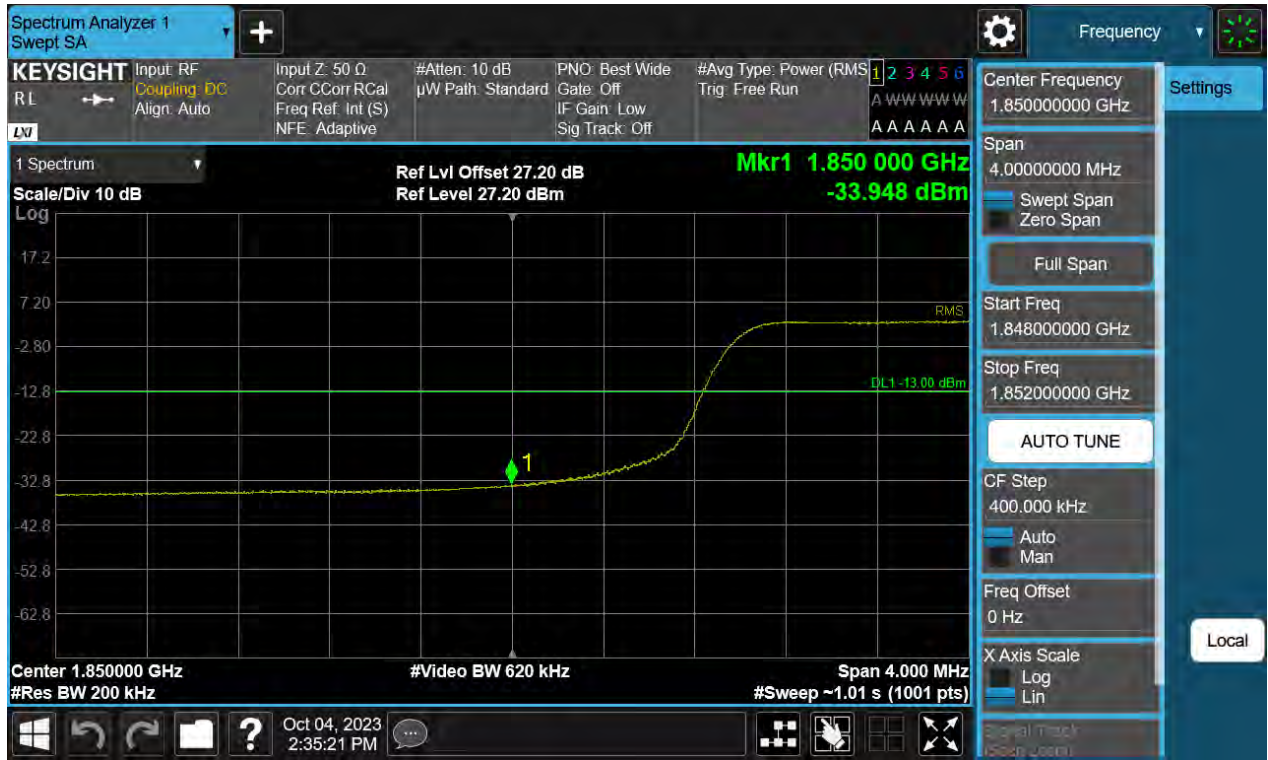 Spectrum Analyzer 1
Swept SA
Frequency
KEYSIGHT
RL
LXI
Input: RF
Coupling: DC
Align: Auto
Input Z: 50 Ω
Corr CCorr RCal
Freq Ref: Int (S)
NFE: Adaptive
#Atten: 10 dB
µW Path: Standard
PNO: Best Wide
Gate: Off
IF Gain: Low
Sig Track: Off
#Avg Type: Power (RMS
Trig: Free Run
1 2 3 4 5 6
A W W W W W
A A A A A A
Center Frequency
1.850000000 GHz
Settings
Span
4.00000000 MHz
Swept Span
Zero Span
Full Span
Start Freq
1.848000000 GHz
Stop Freq
1.852000000 GHz
AUTO TUNE
CF Step
400.000 kHz
Auto
Man
Freq Offset
0 Hz
X Axis Scale
Log
Lin
Signal Track
(Span Zoom)
Local
1 Spectrum
Scale/Div 10 dB
Log
Ref Lvl Offset 27.20 dB
Ref Level 27.20 dBm
Mkr1 1.850 000 GHz
-33.948 dBm
17.2
7.20
-2.80
-12.8
-22.8
-32.8
-42.8
-52.8
-62.8
RMS
DL1 -13.00 dBm
1
Center 1.850000 GHz
#Video BW 620 kHz
Span 4.000 MHz
#Res BW 200 kHz
#Sweep ~1.01 s (1001 pts)
Oct 04, 2023
2:35:21 PM